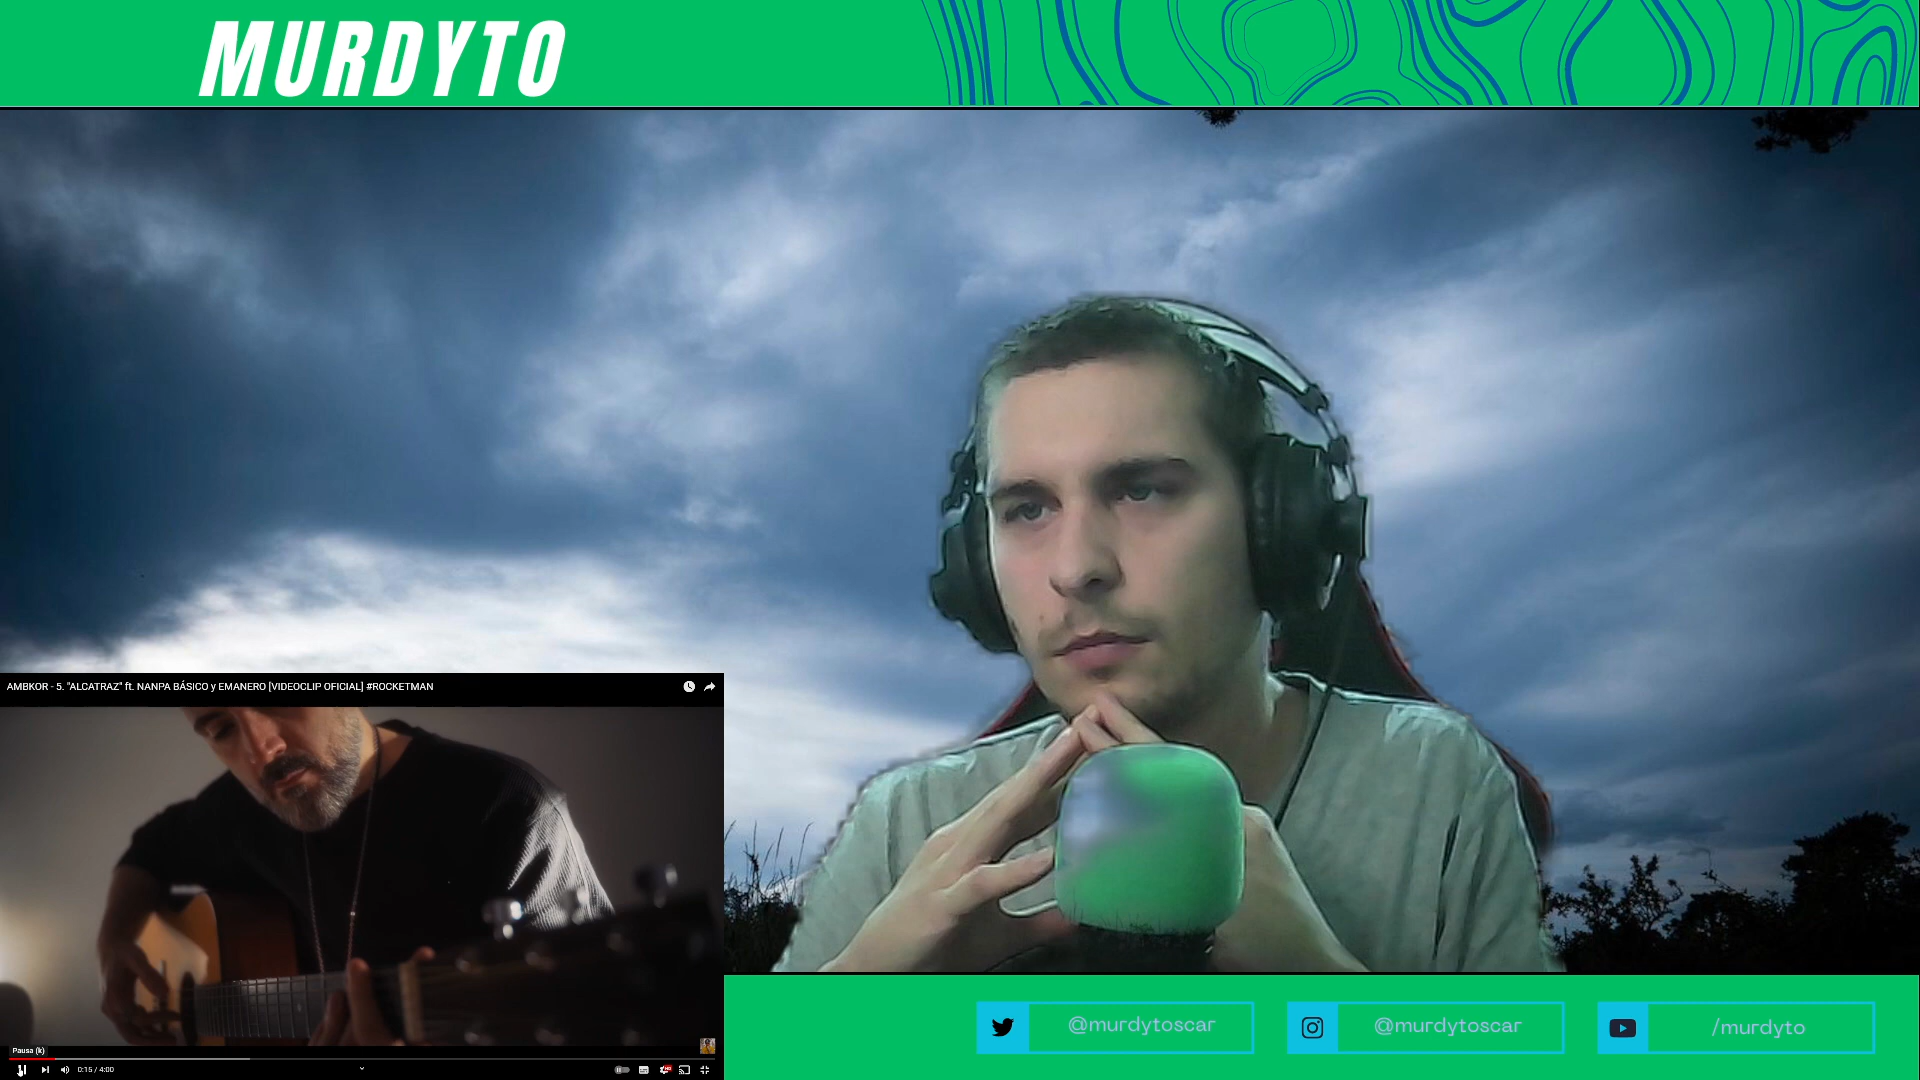 MURDYTO
AMBKOR - 5. "ALCATRAZ" ft. NANPA BÁSICO y EMANERO [VIDEOCLIP OFICIAL] #ROCKETMAN
Pausa (k)
0:15 / 4:00
HD
@murdytoscar
@murdytoscar
/murdyto